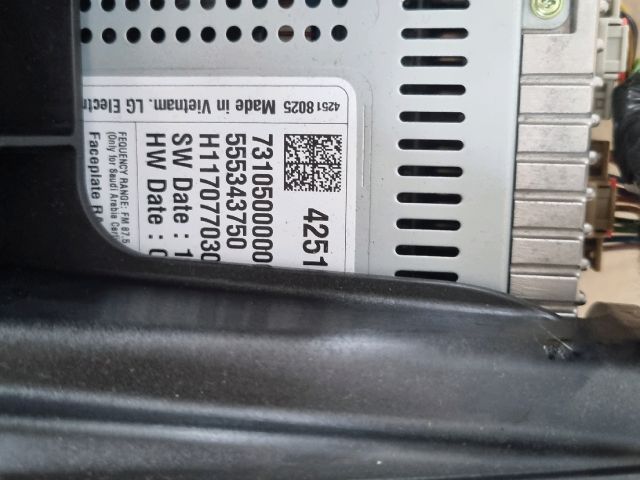 4251 8025 Made in Vietnam. LG Electr
4251
7310500000
555343750
H117077030
SW Date : 1
HW Date : 0
FEQUENCY RANGE: FM 87.5
(Only for Saudi Arabia
Faceplate